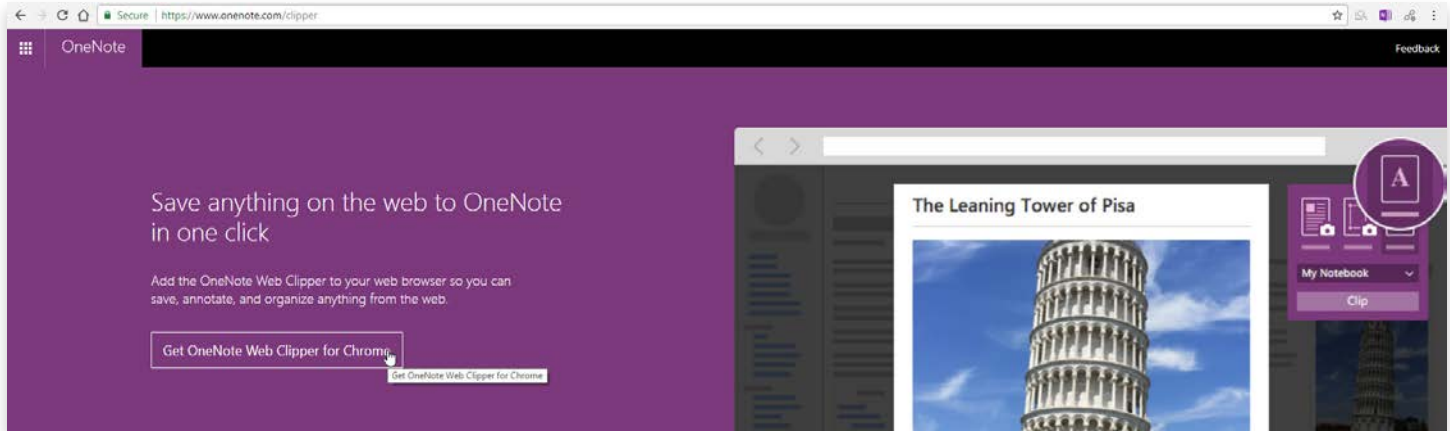 Secure | https://www.onenote.com/clipper
OneNote
Feedback
Save anything on the web to OneNote
in one click
Add the OneNote Web Clipper to your web browser so you can
save, annotate, and organize anything from the web.
Get OneNote Web Clipper for Chrome
Get OneNote Web Clipper for Chrome
The Leaning Tower of Pisa
A
My Notebook
Clip